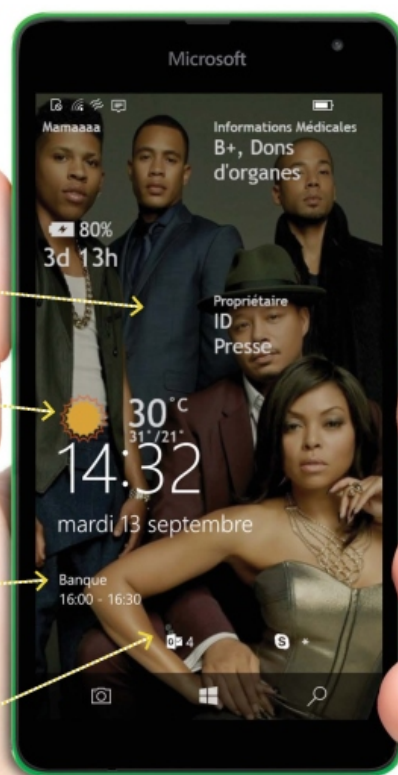 Microsoft
Mamaaaa
Informations Médicales
B+, Dons
d'organes
80%
3d 13h
Propriétaire
ID
Presse
30°C
31°/21°
14:32
mardi 13 septembre
Banque
16:00 - 16:30
4
*